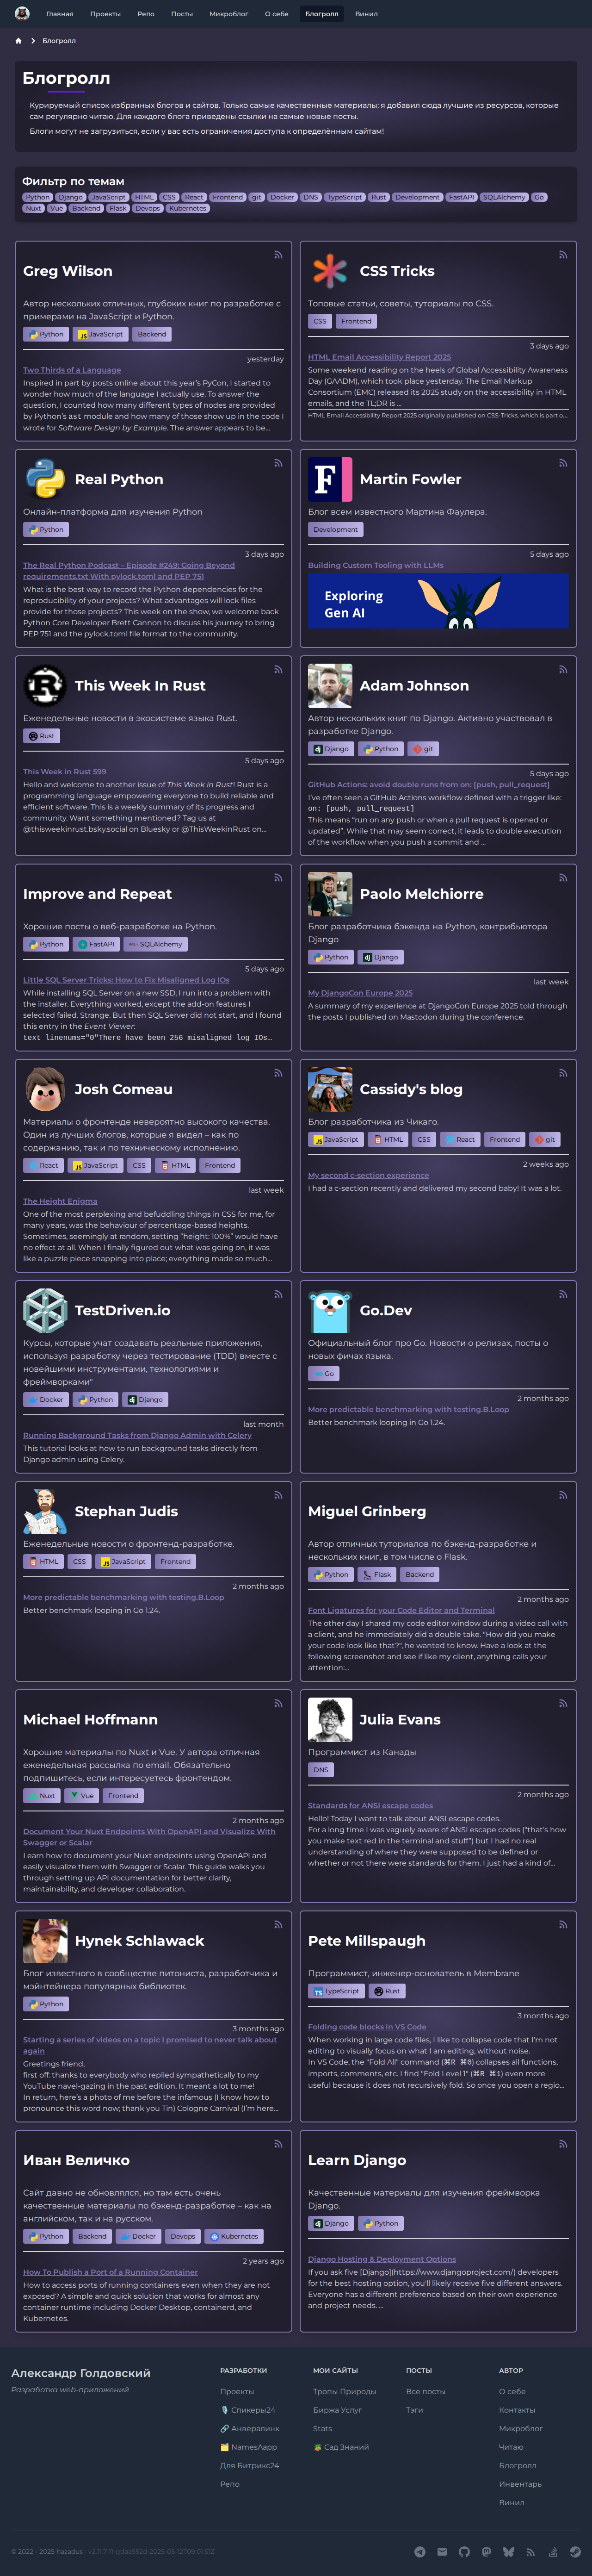 Главная Проекты Репо Посты Микроблог О себе Блогролл Винил
Блогролл
Блогролл
Курируемый список избранных блогов и сайтов. Только самые качественные материалы: я добавил сюда лучшие из ресурсов, которые
сам регулярно читаю. Для каждого блога приведены ссылки на самые новые посты.
Блоги могут не загрузиться, если у вас есть ограничения доступа к определённым сайтам!
Фильтр по темам
Python Django JavaScript HTML CSS React Frontend git Docker DNS TypeScript Rust Development FastAPI SQLAlchemy Go
Nuxt Vue Backend Flask Devops Kubernetes
Greg Wilson
Автор нескольких отличных, глубоких книг по разработке с
примерами на JavaScript и Python.
Python JavaScript Backend
yesterday
Two Thirds of a Language
Inspired in part by posts online about this year's PyCon, I started to
wonder how much of the language I actually use. To answer the
question, I counted how many different types of nodes are provided
by Python's ast module and how many of those show up in the code I
wrote for Software Design by Example. The answer appears to be...
CSS Tricks
Топовые статьи, советы, туториалы по CSS.
CSS Frontend
3 days ago
HTML Email Accessibility Report 2025
Some weekend reading on the heels of Global Accessibility Awareness
Day (GAADM), which took place yesterday. The Email Markup
Consortium (EMC) released its 2025 study on the accessibility in HTML
emails, and the TL;DR is ...
HTML Email Accessibility Report 2025 originally published on CSS-Tricks, which is part o...
Real Python
Онлайн-платформа для изучения Python
Python
3 days ago
The Real Python Podcast – Episode #249: Going Beyond
requirements.txt With pylock.toml and PEP 751
What is the best way to record the Python dependencies for the
reproducibility of your projects? What advantages will lock files
provide for those projects? This week on the show, we welcome back
Python Core Developer Brett Cannon to discuss his journey to bring
PEP 751 and the pylock.toml file format to the community.
Martin Fowler
Блог всем известного Мартина Фаулера.
Development
5 days ago
Building Custom Tooling with LLMs
Exploring
Gen AI
This Week In Rust
Еженедельные новости в экосистеме языка Rust.
Rust
5 days ago
This Week in Rust 599
Hello and welcome to another issue of This Week in Rust! Rust is a
programming language empowering everyone to build reliable and
efficient software. This is a weekly summary of its progress and
community. Want something mentioned? Tag us at
@thisweekinrust.bsky.social on Bluesky or @ThisWeekinRust on...
Adam Johnson
Автор нескольких книг по Django. Активно участвовал в
разработке Django.
Django Python git
5 days ago
GitHub Actions: avoid double runs from on: [push, pull_request]
I've often seen a GitHub Actions workflow defined with a trigger like:
on: [push, pull_request]
This means "run on any push or when a pull request is opened or
updated". While that may seem correct, it leads to double execution
of the workflow when you push a commit and ...
Improve and Repeat
Хорошие посты о веб-разработке на Python.
Python FastAPI SQLAlchemy
5 days ago
Little SQL Server Tricks: How to Fix Misaligned Log IOs
While installing SQL Server on a new SSD, I run into a problem with
the installer. Everything worked, except the add-on features I
selected failed. Strange. But then SQL Server did not start, and I found
this entry in the Event Viewer:
text linenums="0"There have been 256 misaligned log IOs…
Paolo Melchiorre
Блог разработчика бэкенда на Python, контрибьютора
Django
Python Django
last week
My DjangoCon Europe 2025
A summary of my experience at DjangoCon Europe 2025 told through
the posts I published on Mastodon during the conference.
Josh Comeau
Материалы о фронтенде невероятно высокого качества.
Один из лучших блогов, которые я видел – как по
содержанию, так и по техническому исполнению.
React JavaScript CSS HTML Frontend
last week
The Height Enigma
One of the most perplexing and befuddling things in CSS for me, for
many years, was the behaviour of percentage-based heights.
Sometimes, seemingly at random, setting "height: 100%" would have
no effect at all. When I finally figured out what was going on, it was
like a puzzle piece snapping into place; everything made so much...
Cassidy's blog
Блог разработчика из Чикаго.
JavaScript HTML CSS React Frontend git
2 weeks ago
My second c-section experience
I had a c-section recently and delivered my second baby! It was a lot.
TestDriven.io
Курсы, которые учат создавать реальные приложения,
используя разработку через тестирование (TDD) вместе с
новейшими инструментами, технологиями и
фреймворками"
Docker Python Django
last month
Running Background Tasks from Django Admin with Celery
This tutorial looks at how to run background tasks directly from
Django admin using Celery.
Go.Dev
Официальный блог про Go. Новости о релизах, посты о
новых фичах языка.
Go
2 months ago
More predictable benchmarking with testing.B.Loop
Better benchmark looping in Go 1.24.
Stephan Judis
Еженедельные новости о фронтенд-разработке.
HTML CSS JavaScript Frontend
2 months ago
More predictable benchmarking with testing.B.Loop
Better benchmark looping in Go 1.24.
Miguel Grinberg
Автор отличных туториалов по бэкенд-разработке и
нескольких книг, в том числе о Flask.
Python Flask Backend
2 months ago
Font Ligatures for your Code Editor and Terminal
The other day I shared my code editor window during a video call with
a client, and he immediately did a double take. "How did you make
your code look like that?", he wanted to know. Have a look at the
following screenshot and see if like my client, anything calls your
attention:...
Michael Hoffmann
Хорошие материалы по Nuxt и Vue. У автора отличная
еженедельная рассылка по email. Обязательно
подпишитесь, если интересуетесь фронтендом.
Nuxt Vue Frontend
2 months ago
Document Your Nuxt Endpoints With OpenAPI and Visualize With
Swagger or Scalar
Learn how to document your Nuxt endpoints using OpenAPI and
easily visualize them with Swagger or Scalar. This guide walks you
through setting up API documentation for better clarity,
maintainability, and developer collaboration.
Julia Evans
Программист из Канады
DNS
2 months ago
Standards for ANSI escape codes
Hello! Today I want to talk about ANSI escape codes.
For a long time I was vaguely aware of ANSI escape codes ("that's how
you make text red in the terminal and stuff") but I had no real
understanding of where they were supposed to be defined or
whether or not there were standards for them. I just had a kind of...
Hynek Schlawack
Блог известного в сообществе питониста, разработчика и
мэйнтейнера популярных библиотек.
Python
3 months ago
Starting a series of videos on a topic I promised to never talk about
again
Greetings friend,
first off: thanks to everybody who replied sympathetically to my
YouTube navel-gazing in the past edition. It meant a lot to me!
In return, here's a photo of me before the infamous (I know how to
pronounce this word now; thank you Tin) Cologne Carnival (I'm here...
Pete Millspaugh
Программист, инженер-основатель в Membrane
TypeScript Rust
3 months ago
Folding code blocks in VS Code
When working in large code files, I like to collapse code that I'm not
editing to visually focus on what I am editing, without noise.
In VS Code, the "Fold All" command (⌘R ⌘0) collapses all functions,
imports, comments, etc. I find "Fold Level 1" (⌘R ⌘1) even more
useful because it does not recursively fold. So once you open a regio...
Иван Величко
Сайт давно не обновлялся, но там есть очень
качественные материалы по бэкенд-разработке – как на
английском, так и на русском.
Python Backend Docker Devops Kubernetes
2 years ago
How To Publish a Port of a Running Container
How to access ports of running containers even when they are not
exposed? A simple and quick solution that works for almost any
container runtime including Docker Desktop, containerd, and
Kubernetes.
Learn Django
Качественные материалы для изучения фреймворка
Django.
Django Python
Django Hosting & Deployment Options
If you ask five [Django](https://www.djangoproject.com/) developers
for the best hosting option, you'll likely receive five different answers.
Everyone has a different preference based on their own experience
and project needs. ...
Александр Голдовский
Разработка web-приложений
РАЗРАБОТКИ
Проекты
Спикеры24
Анвералинк
NamesAapp
Для Битрикс24
Репо
МОИ САЙТЫ
Тропы Природы
Биржа Услуг
Stats
Сад Знаний
ПОСТЫ
Все посты
Тэги
АВТОР
О себе
Контакты
Микроблог
Читаю
Блогролл
Инвентарь
Винил
© 2022 - 2025 hazadus